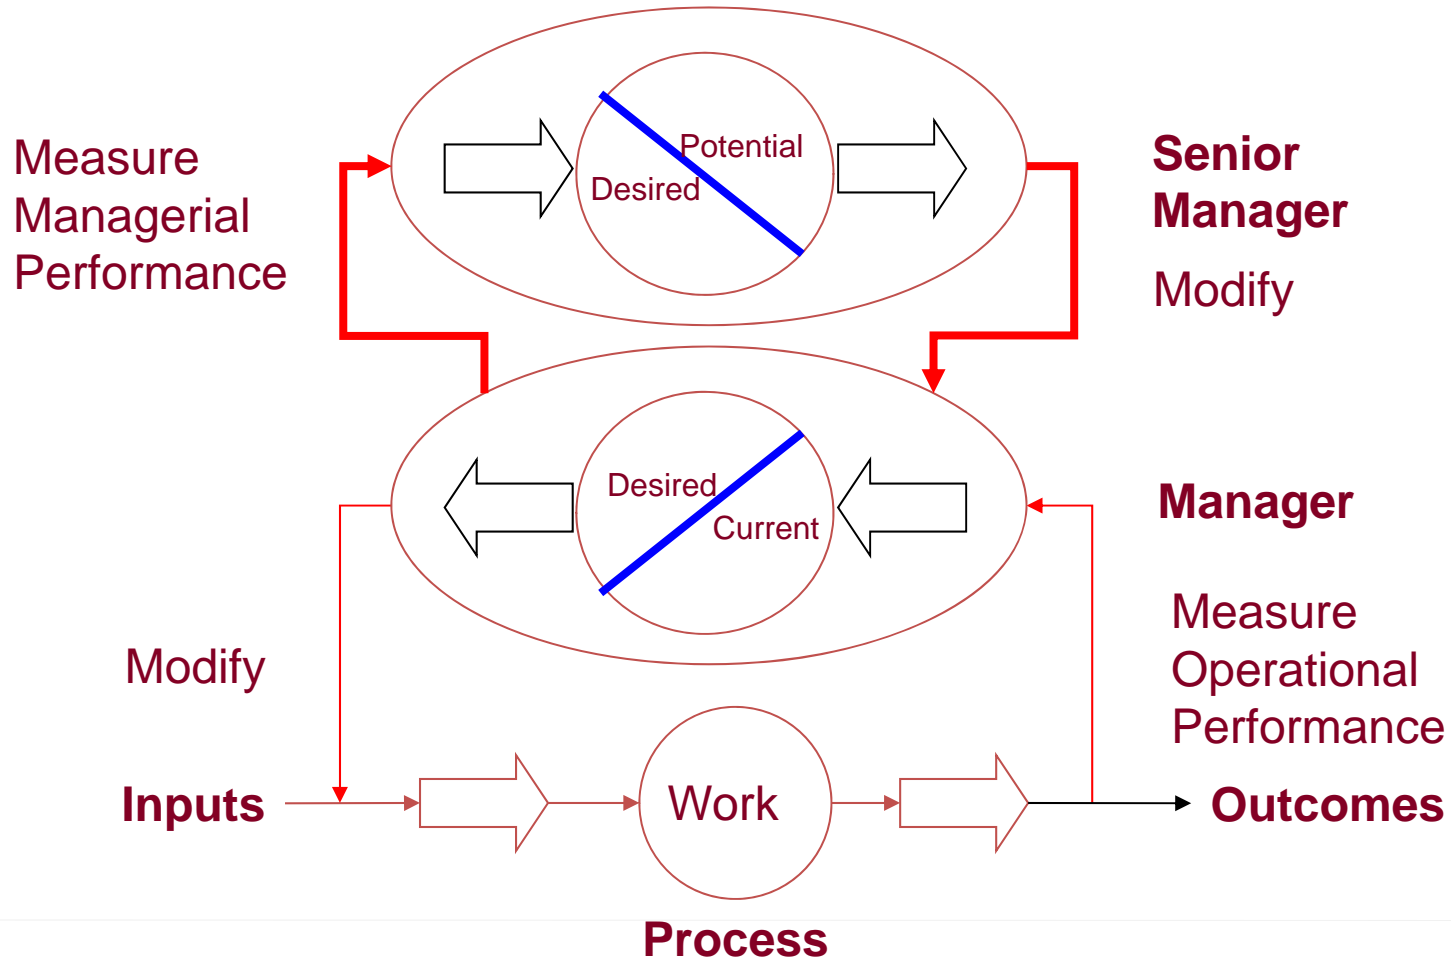 Measure
Managerial
Performance
Potential
Desired
Senior
Manager
Modify
Desired
Current
Manager
Measure
Operational
Performance
Modify
Inputs
Work
Outcomes
Process